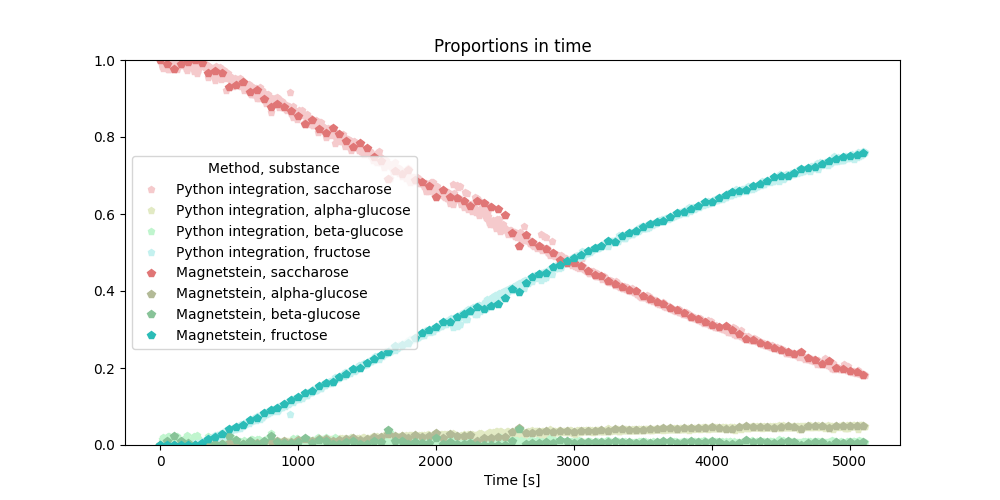 Proportions in time
1.0
0.8
0.6
0.4
0.2
0.0
Method, substance
Python integration, saccharose
Python integration, alpha-glucose
Python integration, beta-glucose
Python integration, fructose
Magnetstein, saccharose
Magnetstein, alpha-glucose
Magnetstein, beta-glucose
Magnetstein, fructose
0 1000 2000 3000 4000 5000
Time [s]